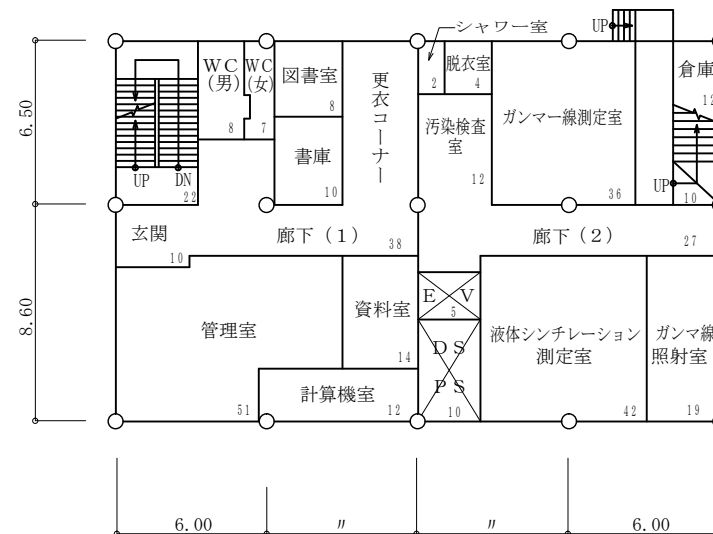 シャワー室
UP
WC
(男)
8
WC
(女)
7
図書室
8
更衣コーナー
2
脱衣室
4
ガンマー線測定室
36
倉庫
12
6.50
書庫
10
汚染検査
室
12
UP
DN
22
UP
10
玄関
10
廊下(1)
38
廊下(2)
27
8.60
管理室
51
資料室
14
計算機室
12
E V
5
DS
PS
10
液体シンチレーション
測定室
42
ガンマ線
照射室
19
6.00
〃
〃
6.00